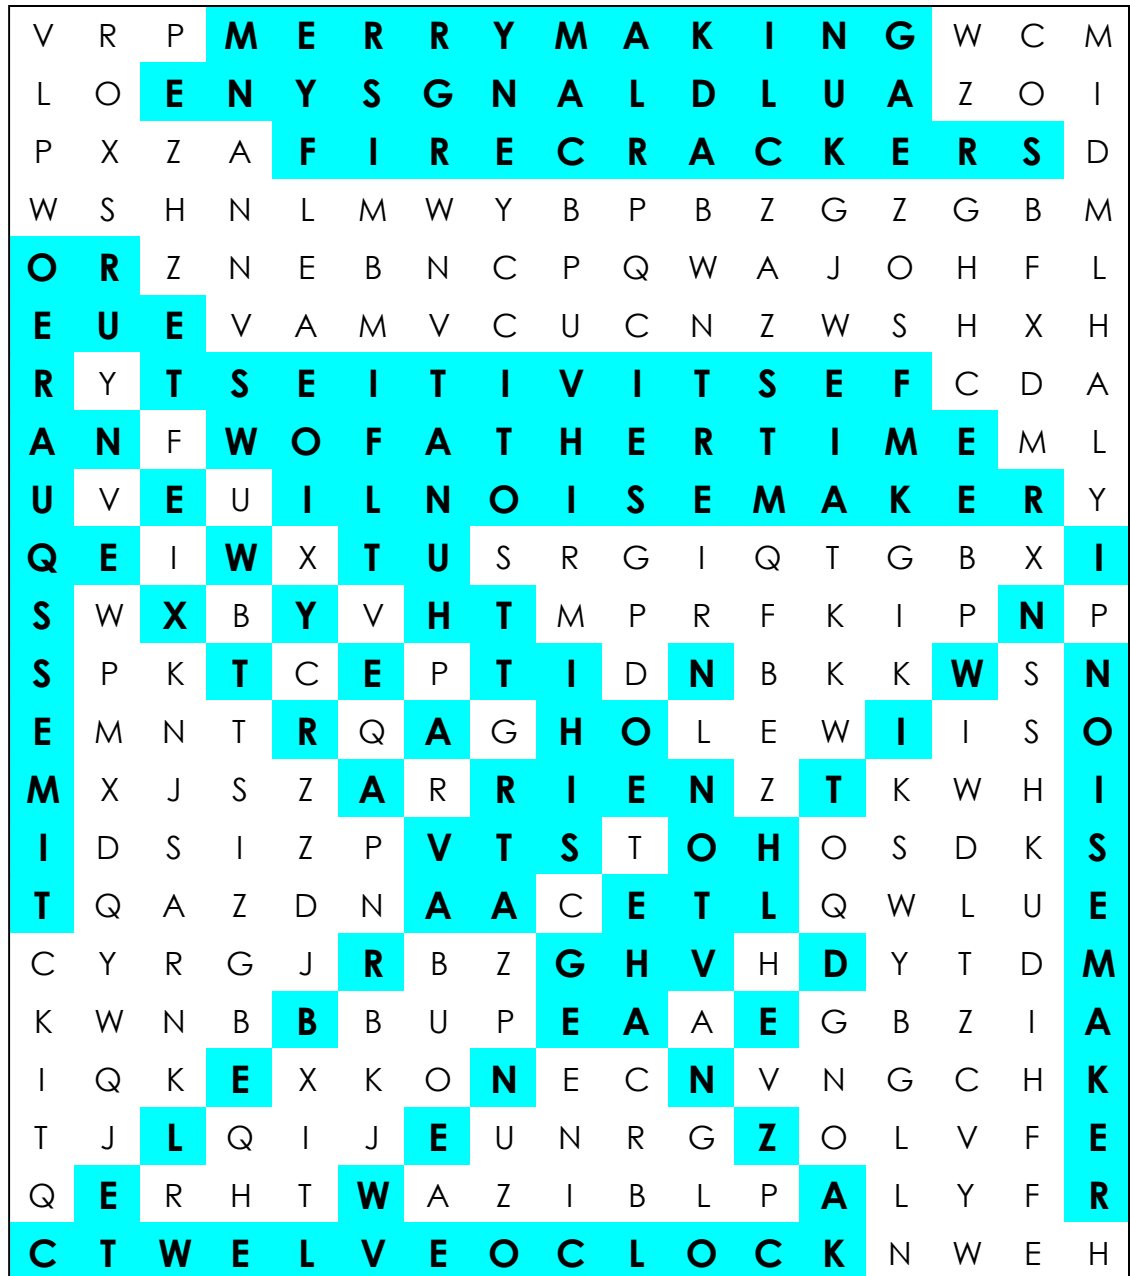 V R P M E R R Y M A K I N G W C M
L O E N Y S G N A L D L U A Z O I
P X Z A F I R E C R A C K E R S D
W S H N L M W Y B P B Z G Z G B M
O R Z N E B N C P Q W A J O H F L
E U E V A M V C U C N Z W S H X H
R Y T S E I T I V I T S E F C D A
A N F W O F A T H E R T I M E M L
U V E U I L N O I S E M A K E R Y
Q E I W X T U S R G I Q T G B X I
S W X B Y V H T M P R F K I P N P
S P K T C E P T I D N B K K W S N
E M N T R Q A G H O L E W I I S O
M X J S Z A R R I E N Z T K W H I
I D S I Z P V T S T O H O S D K S
T Q A Z D N A A C E T L Q W L U E
C Y R G J R B Z G H V H D Y T D M
K W N B B B U P E A A E G B Z I A
I Q K E X K O N E C N V N G C H K
T J L Q I J E U N R G Z O L V F E
Q E R H T W A Z I B L P A L Y F R
C T W E L V E O C L O C K N W E H